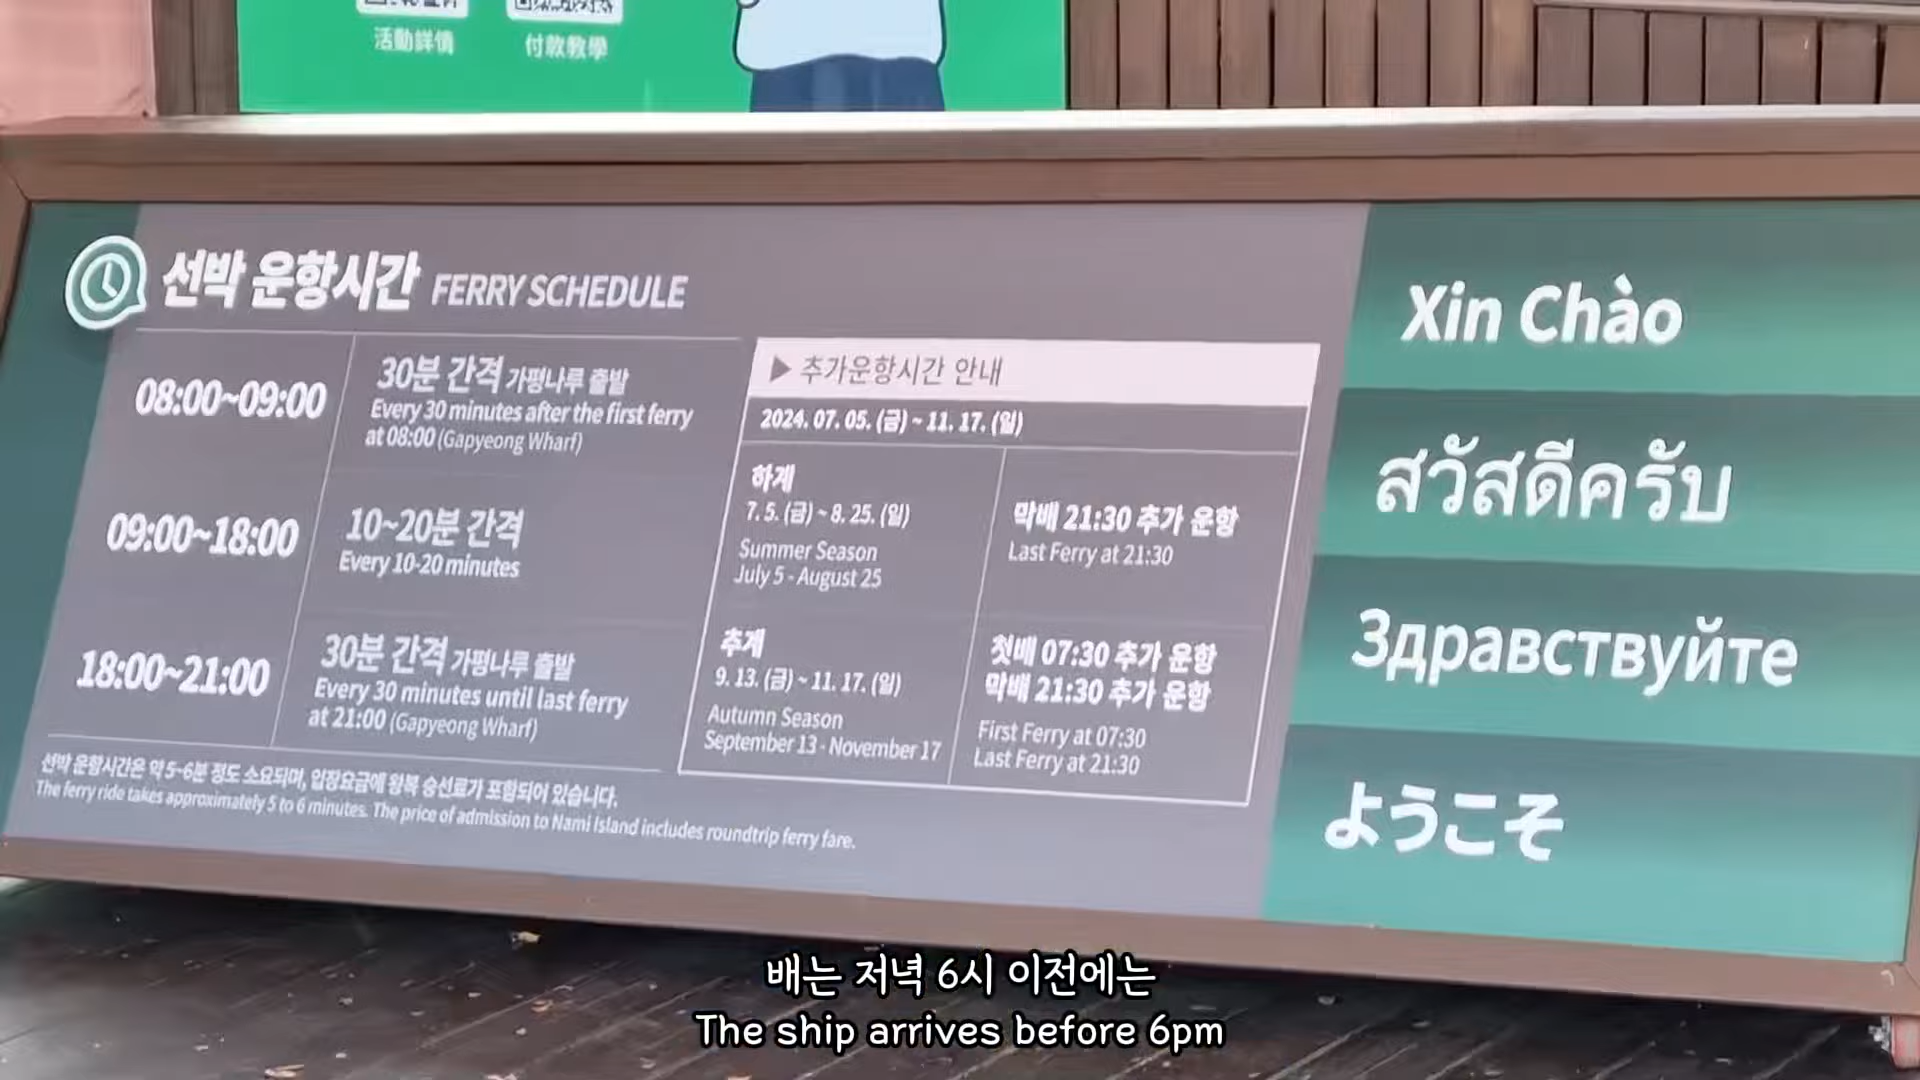 活動詳情
付款教學
선박 운항시간 FERRY SCHEDULE
08:00~09:00
30분 간격 가평나루 출발
Every 30 minutes after the first ferry
at 08:00 (Gapyeong Wharf)
09:00~18:00
10~20분 간격
Every 10-20 minutes
18:00~21:00
30분 간격 가평나루 출발
Every 30 minutes until last ferry
at 21:00 (Gapyeong Wharf)
선박 운항시간은 약 5~6분 정도 소요되며, 입장요금에 왕복 승선료가 포함되어 있습니다.
The ferry ride takes approximately 5 to 6 minutes. The price of admission to Nami Island includes roundtrip ferry fare.
▶ 추가운항시간 안내
2024. 07. 05. (금) ~ 11. 17. (일)
하계
7. 5. (금) ~ 8. 25. (일)
Summer Season
July 5 - August 25
막배 21:30 추가 운항
Last Ferry at 21:30
추계
9. 13. (금) ~ 11. 17. (일)
Autumn Season
September 13 - November 17
첫배 07:30 추가 운항
막배 21:30 추가 운항
First Ferry at 07:30
Last Ferry at 21:30
Xin Chào
สวัสดีครับ
Здравствуйте
ようこそ
배는 저녁 6시 이전에는
The ship arrives before 6pm